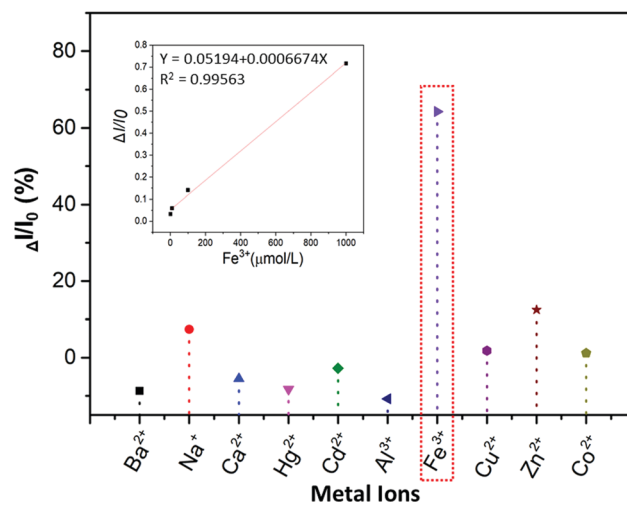 80
60
40
20
0
ΔI/I₀ (%)
Y = 0.05194+0.0006674X
R² = 0.99563
0.8
0.7
0.6
0.5
0.4
0.3
0.2
0.1
0.0
ΔI/I0
0 200 400 600 800 1000
Fe³⁺(μmol/L)
Ba²⁺ Na⁺ Ca²⁺ Hg²⁺ Cd²⁺ Al³⁺ Fe³⁺ Cu²⁺ Zn²⁺ Co²⁺
Metal Ions